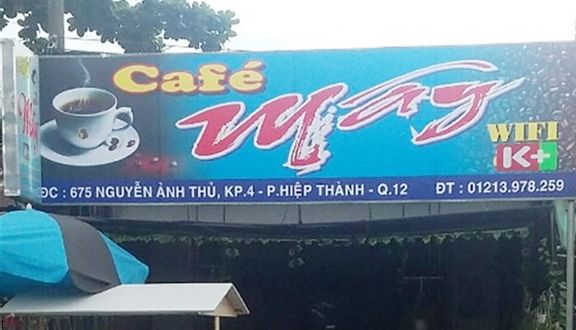 Café
Mây
WIFI
K+
ĐC : 675 NGUYỄN ẢNH THỦ, KP.4 - P.HIỆP THÀNH - Q.12 ĐT : 01213.978.259